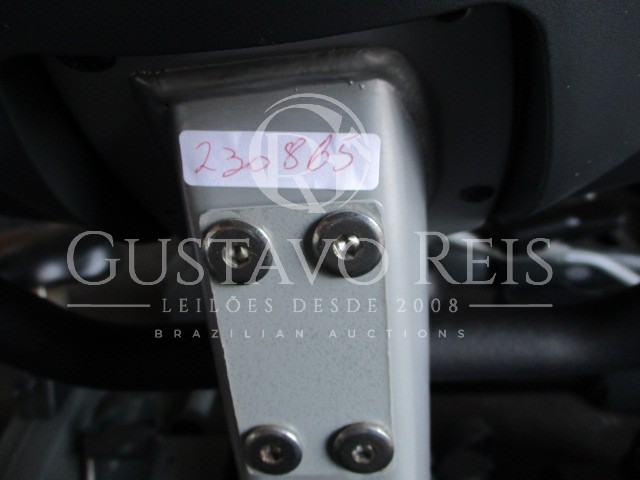 230865
GUSTAVO REIS
LEILÕES DESDE 2008
BRAZILIAN AUCTIONS